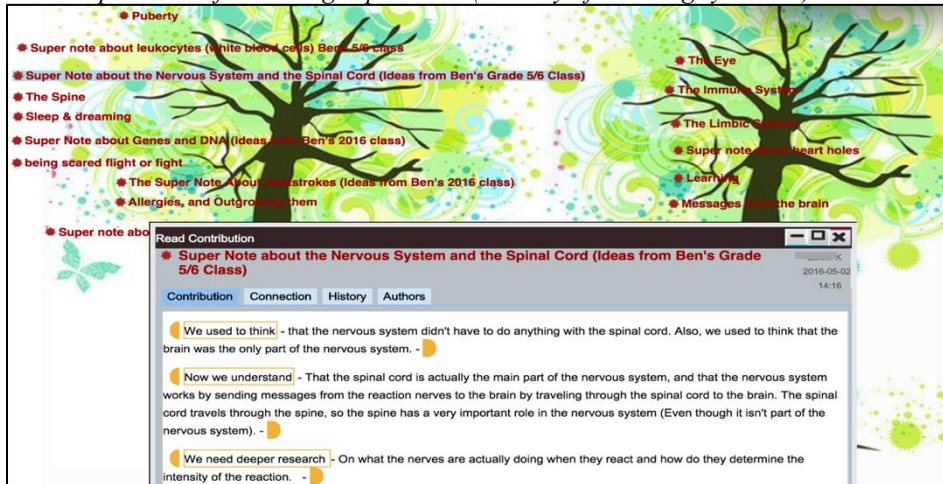 Puberty
Super note about leukocytes (white blood cells) Bens 5/6 class
Super Note about the Nervous System and the Spinal Cord (Ideas from Ben's Grade 5/6 Class)
The Spine
Sleep & dreaming
Super Note about Genes and DNA (Ideas from Ben's 2016 class)
being scared flight or fight
The Super Note About Heatstrokes (Ideas from Ben's 2016 class)
Allergies, and Outgrowing them
Super note abo
The Eye
The Immune System
The Limbic System
Super note about heart holes
Learning
Messages from the brain
Read Contribution
Super Note about the Nervous System and the Spinal Cord (Ideas from Ben's Grade
5/6 Class)
2016-05-02
14:16
Contribution Connection History Authors
We used to think - that the nervous system didn't have to do anything with the spinal cord. Also, we used to think that the
brain was the only part of the nervous system. -
Now we understand - That the spinal cord is actually the main part of the nervous system, and that the nervous system
works by sending messages from the reaction nerves to the brain by traveling through the spinal cord to the brain. The spinal
cord travels through the spine, so the spine has a very important role in the nervous system (Even though it isn't part of the
nervous system). -
We need deeper research - On what the nerves are actually doing when they react and how do they determine the
intensity of the reaction. -